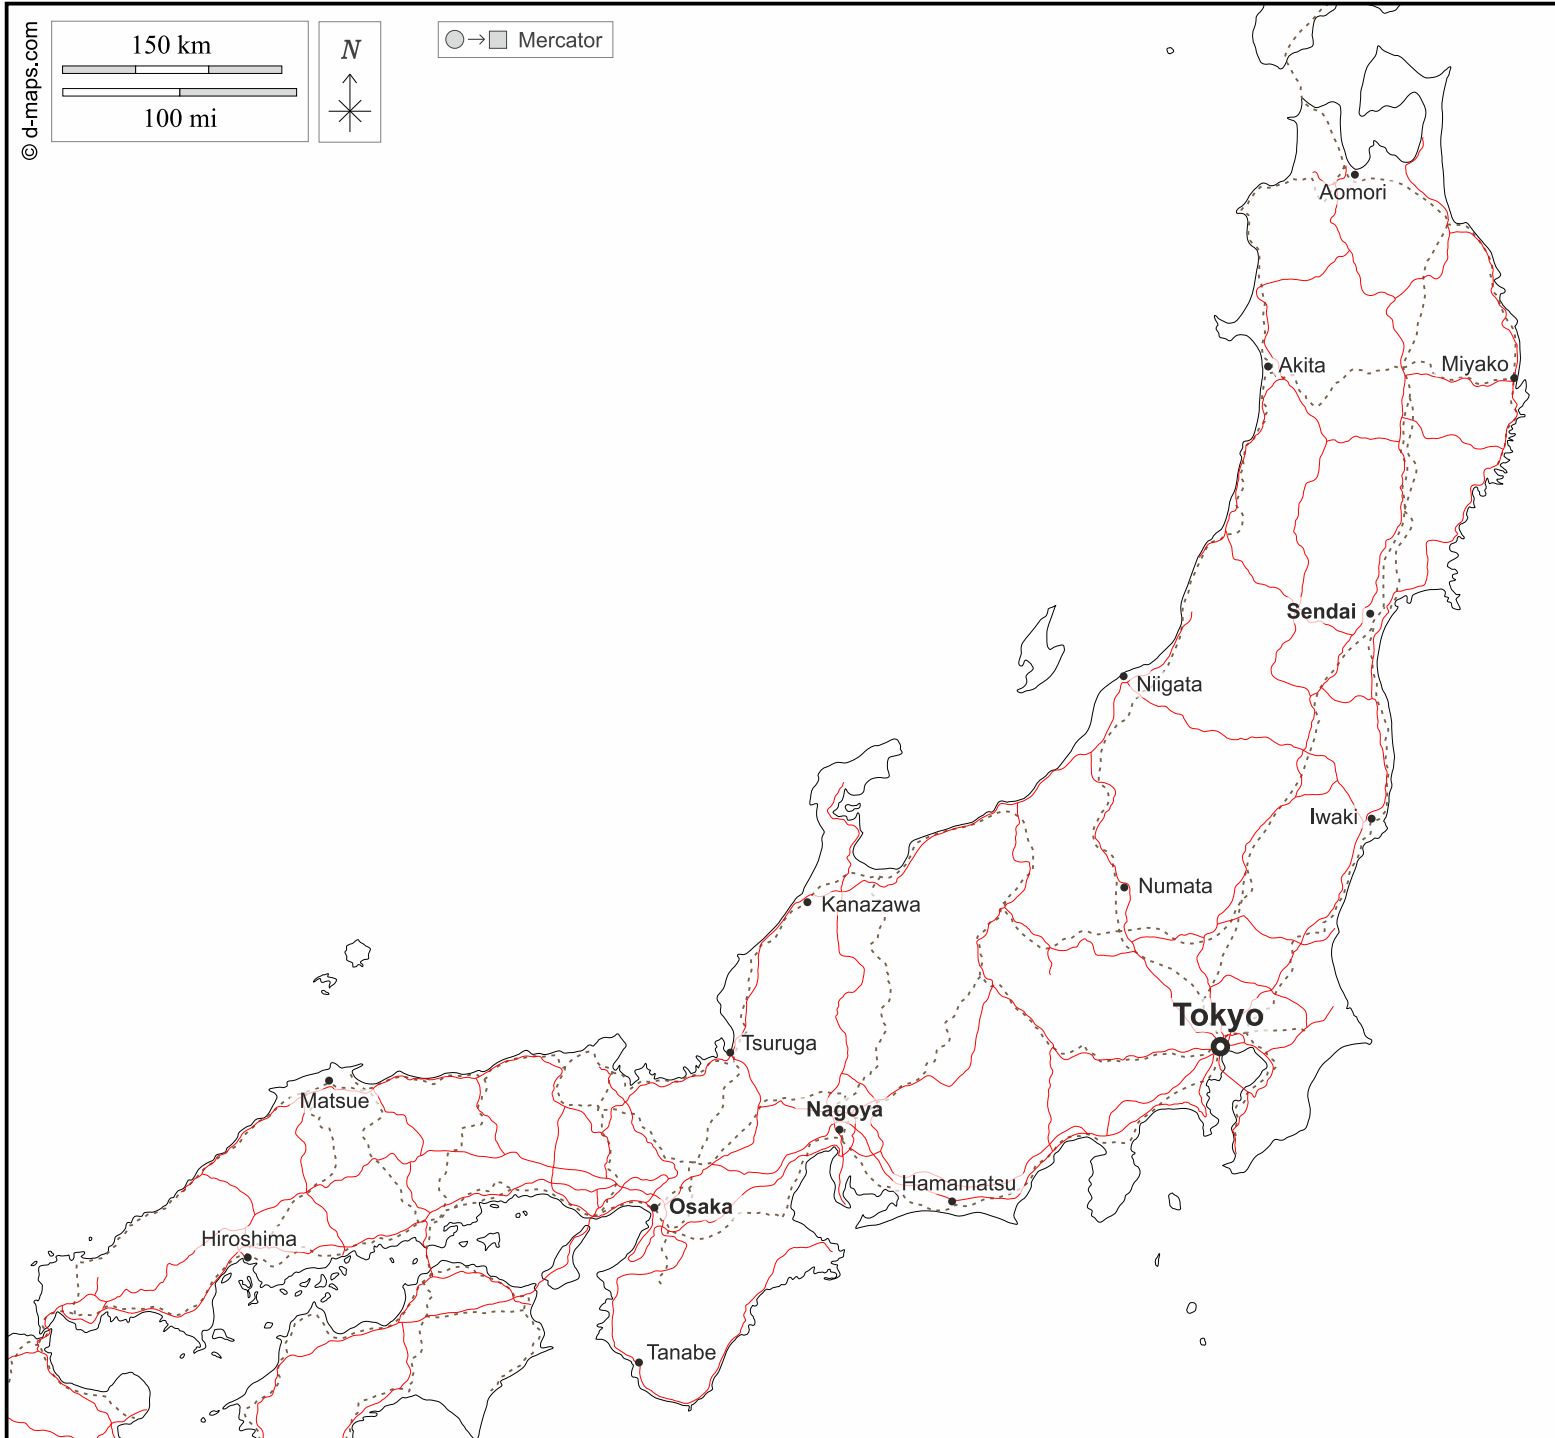 © d-maps.com
150 km
100 mi
N
Mercator
Aomori
Akita
Miyako
Sendai
Niigata
Iwaki
Numata
Kanazawa
Tokyo
Tsuruga
Matsue
Nagoya
Hamamatsu
Osaka
Hiroshima
Tanabe